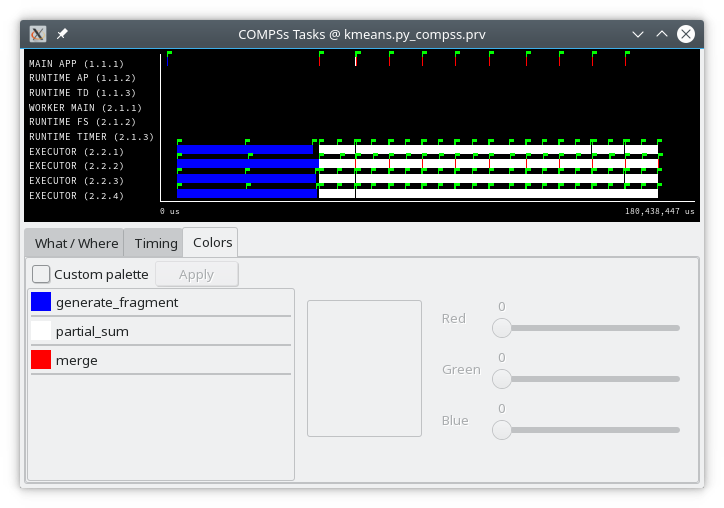 COMPSs Tasks @ kmeans.py_compss.prv
MAIN APP (1.1.1)
RUNTIME AP (1.1.2)
RUNTIME TD (1.1.3)
WORKER MAIN (2.1.1)
RUNTIME FS (2.1.2)
RUNTIME TIMER (2.1.3)
EXECUTOR (2.2.1)
EXECUTOR (2.2.2)
EXECUTOR (2.2.3)
EXECUTOR (2.2.4)
0 us 180,438,447 us
What / Where Timing Colors
Custom palette Apply
generate_fragment
partial_sum
merge
0
Red
0
Green
0
Blue